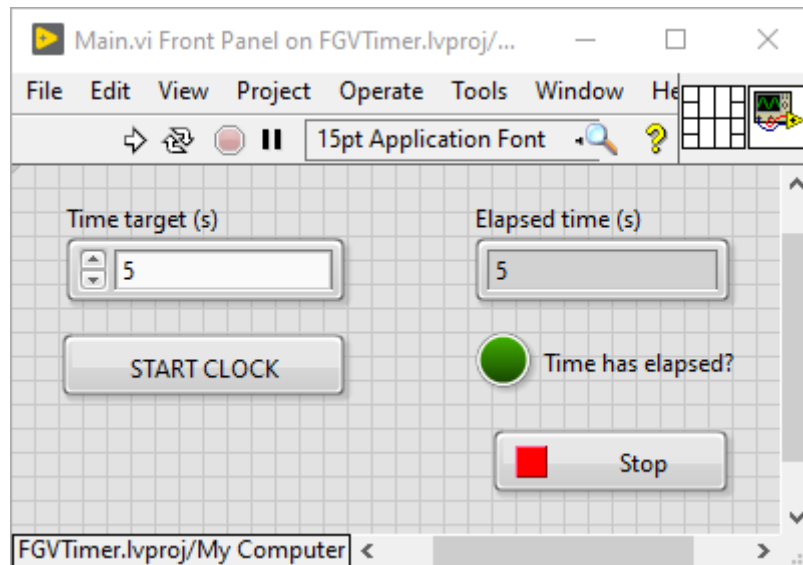 Main.vi Front Panel on FGVTimer.lvproj/...
File Edit View Project Operate Tools Window He
15pt Application Font
Time target (s) Elapsed time (s)
5 5
START CLOCK Time has elapsed?
Stop
FGVTimer.lvproj/My Computer